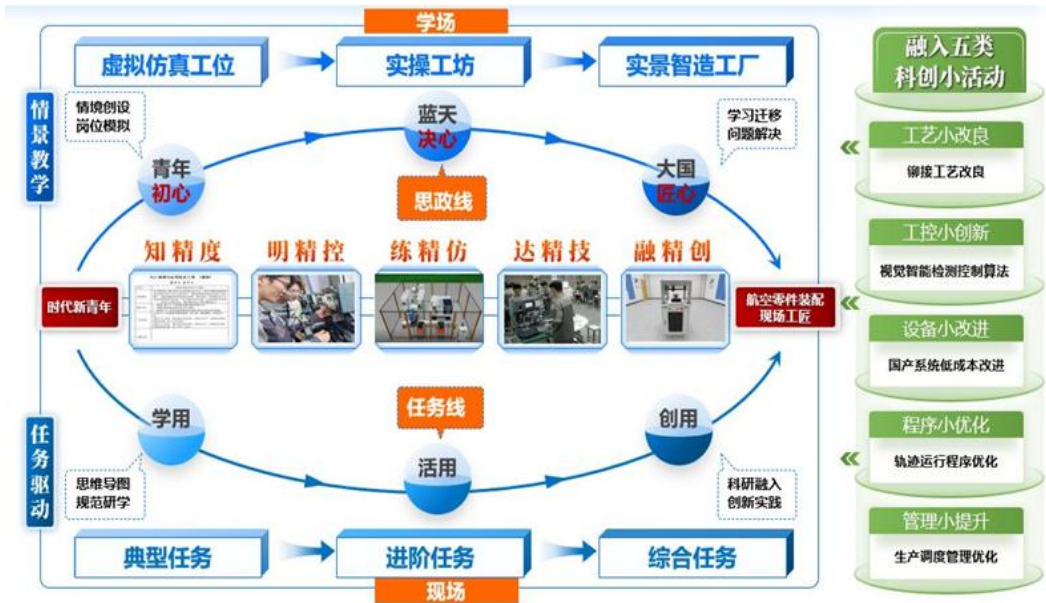 学场
虚拟仿真工位
实操工坊
实景智造工厂
情景教学
情境创设
岗位模拟
青年
初心
蓝天
决心
大国
匠心
学习迁移
问题解决
思政线
知精度
明精控
练精仿
达精技
融精创
时代新青年
航空零件装配
现场工匠
任务驱动
学用
任务线
活用
创用
思维导图
规范研学
科研融入
创新实践
典型任务
进阶任务
综合任务
现场
融入五类
科创小活动
工艺小改良
铆接工艺改良
工控小创新
视觉智能检测控制算法
设备小改进
国产系统低成本改进
程序小优化
轨迹运行程序优化
管理小提升
生产调度管理优化